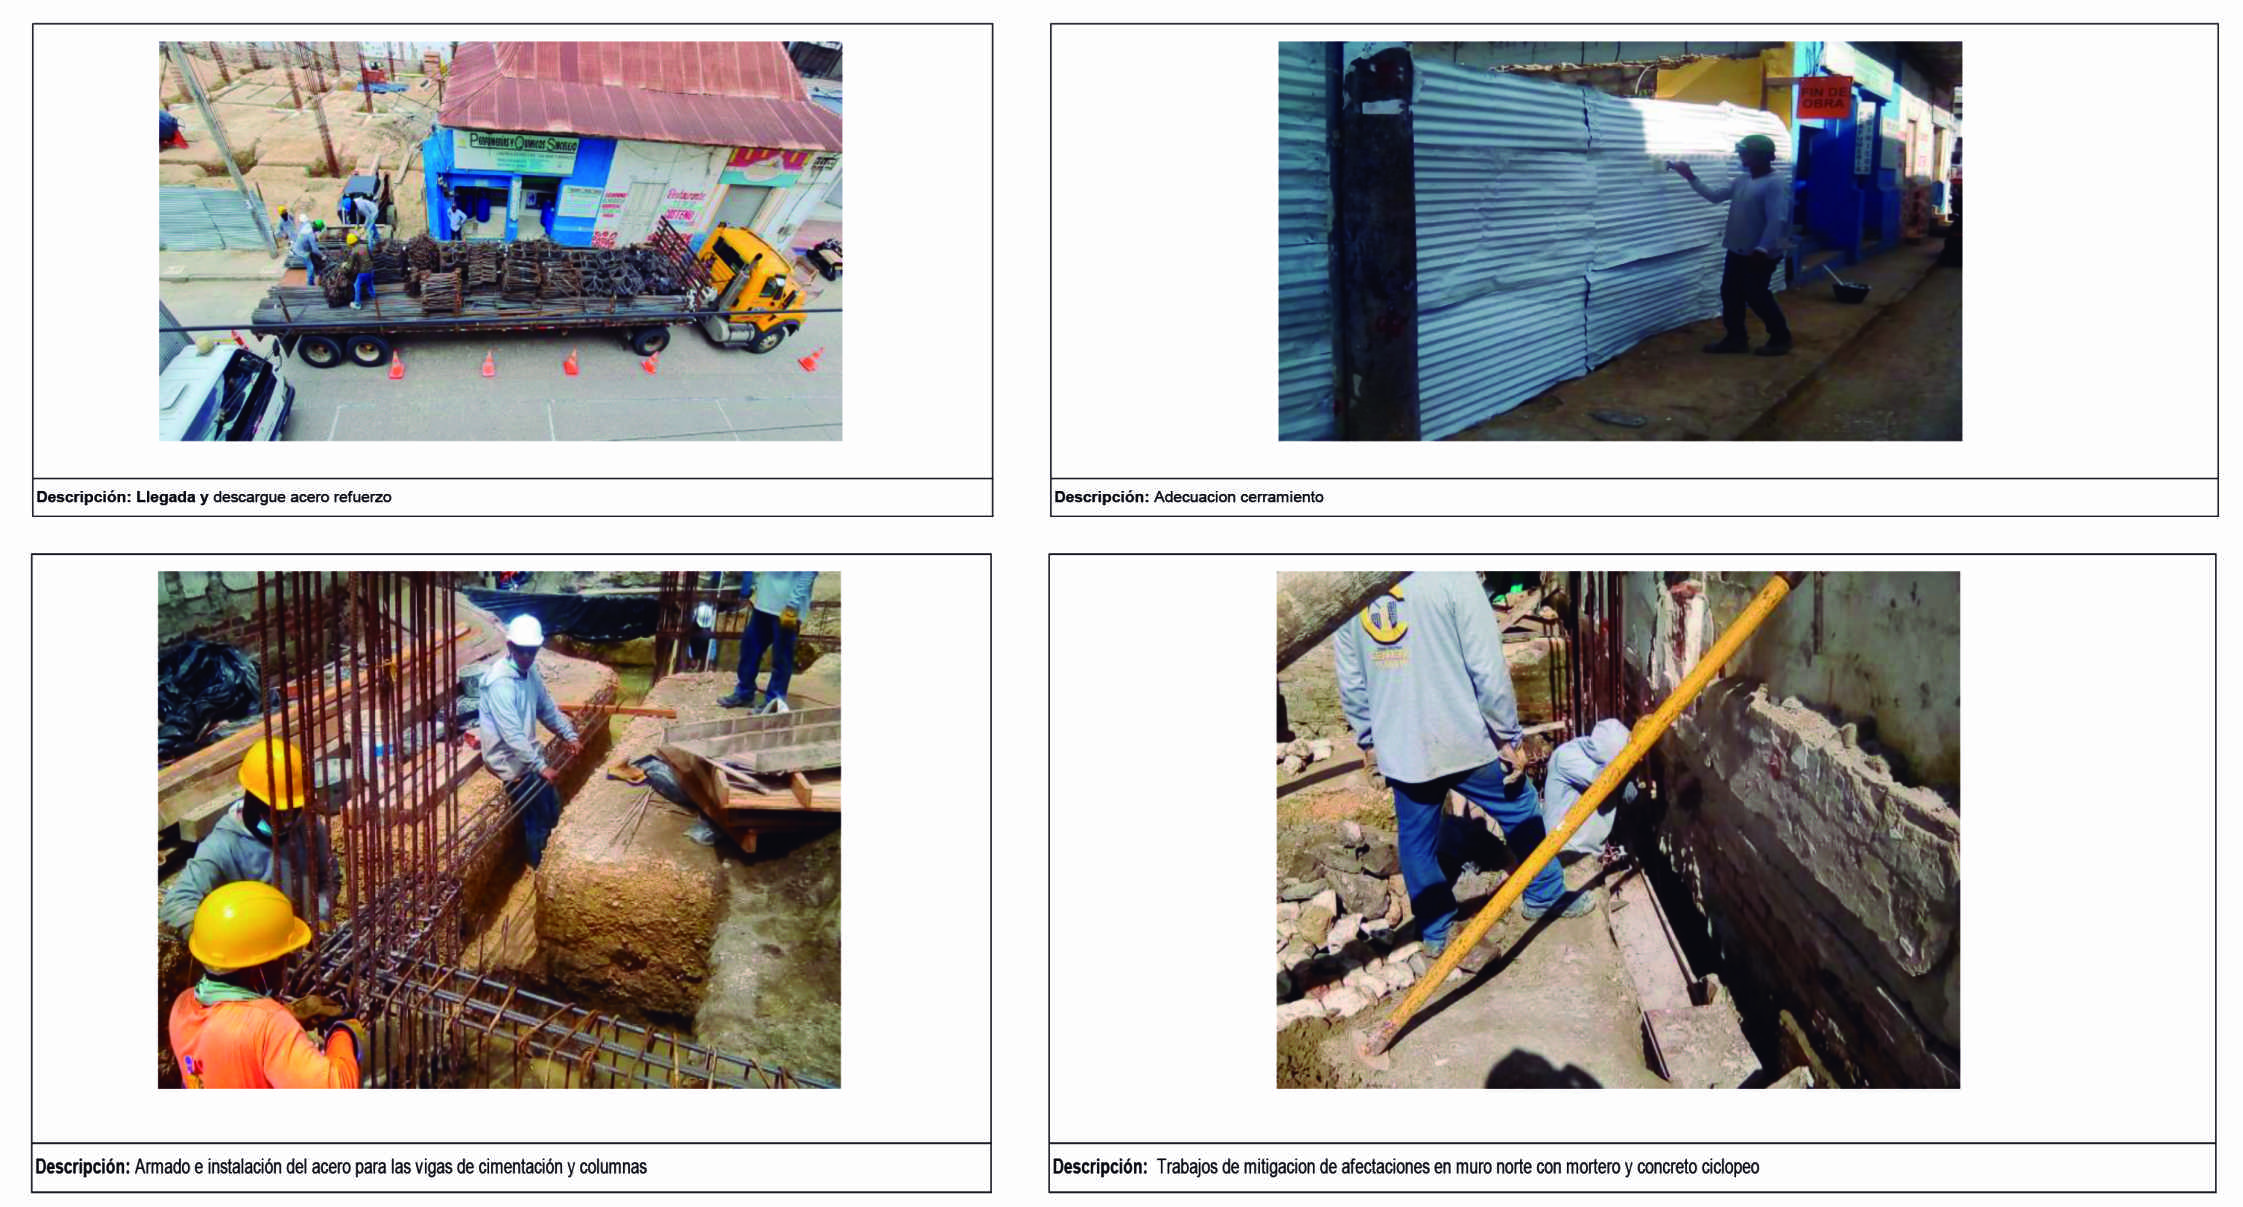 PERFUMERIAS Y QUIMICOS SINCELEJO
Restaurante
FIN DE
OBRA
Descripción: Llegada y descargue acero refuerzo
Descripción: Adecuacion cerramiento
Descripción: Armado e instalación del acero para las vigas de cimentación y columnas
Descripción: Trabajos de mitigacion de afectaciones en muro norte con mortero y concreto ciclopeo